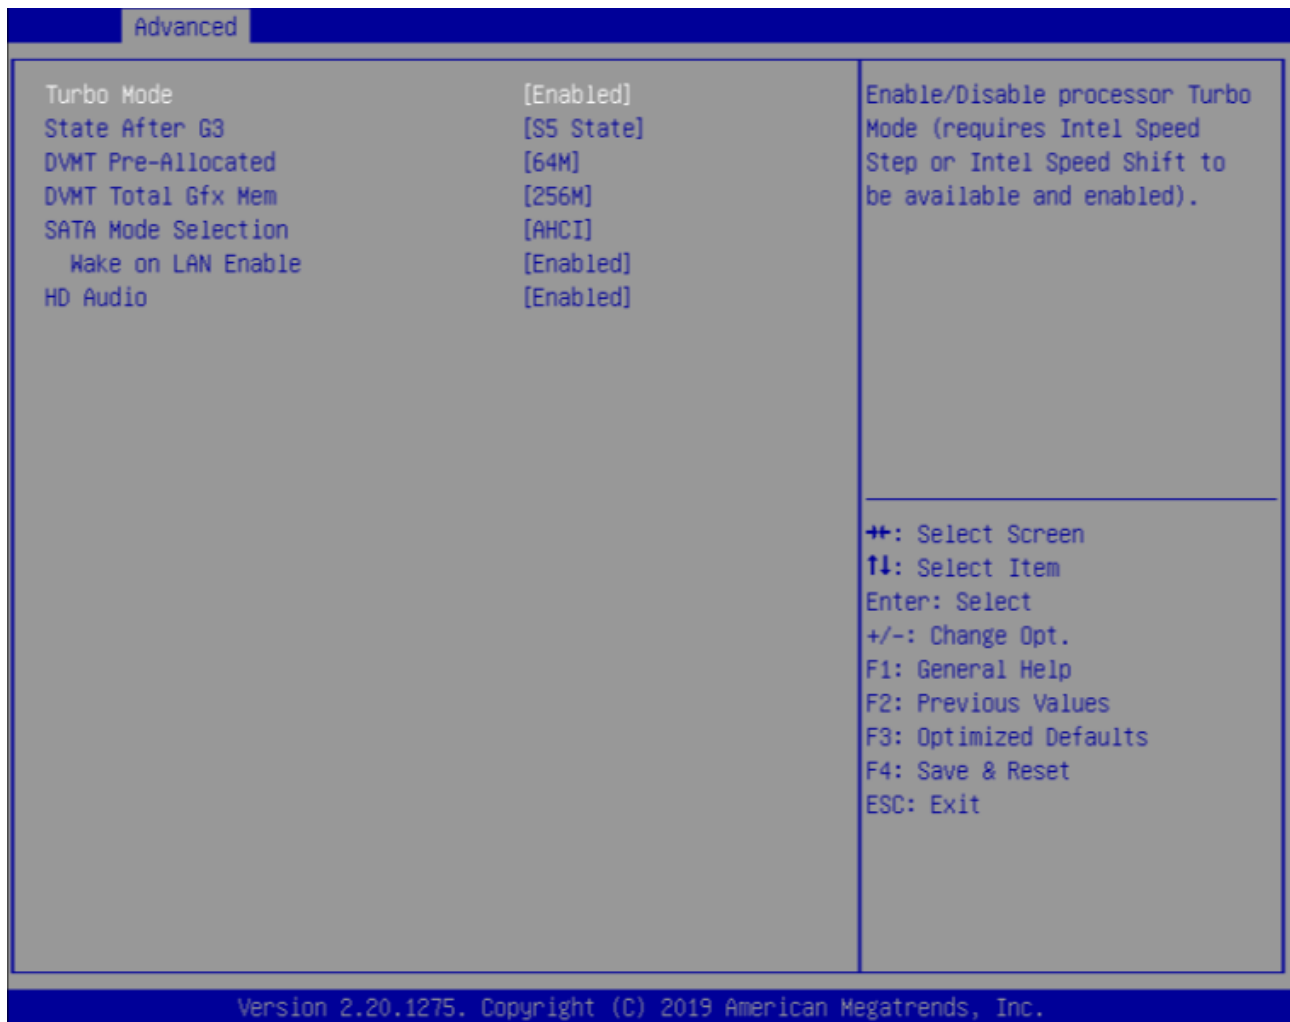 Advanced
Turbo Mode [Enabled]
State After G3 [S5 State]
DVMT Pre-Allocated [64M]
DVMT Total Gfx Mem [256M]
SATA Mode Selection [AHCI]
Wake on LAN Enable [Enabled]
HD Audio [Enabled]
Enable/Disable processor Turbo
Mode (requires Intel Speed
Step or Intel Speed Shift to
be available and enabled).
→←: Select Screen
↑↓: Select Item
Enter: Select
+/-: Change Opt.
F1: General Help
F2: Previous Values
F3: Optimized Defaults
F4: Save & Reset
ESC: Exit
Version 2.20.1275. Copyright (C) 2019 American Megatrends, Inc.